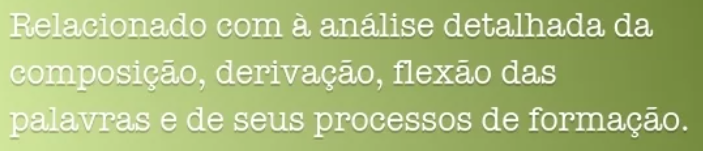 Relacionado com à análise detalhada da
composição, derivação, flexão das
palavras e de seus processos de formação.